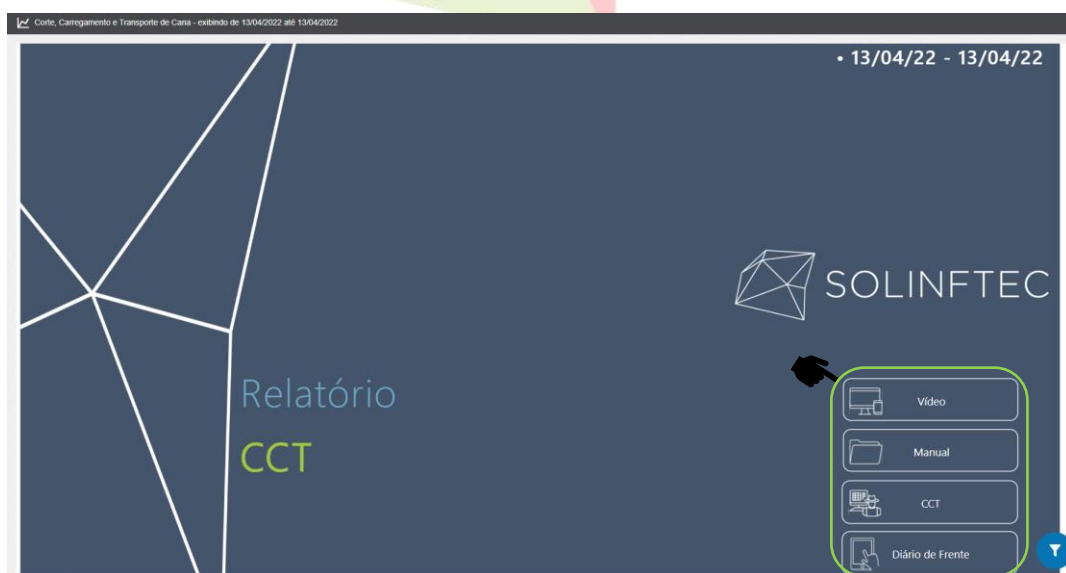 Corte, Carregamento e Transporte de Cana - exibindo de 13/04/2022 até 13/04/2022
• 13/04/22 - 13/04/22
SOLINFTEC
Relatório
CCT
Vídeo
Manual
CCT
Diário de Frente